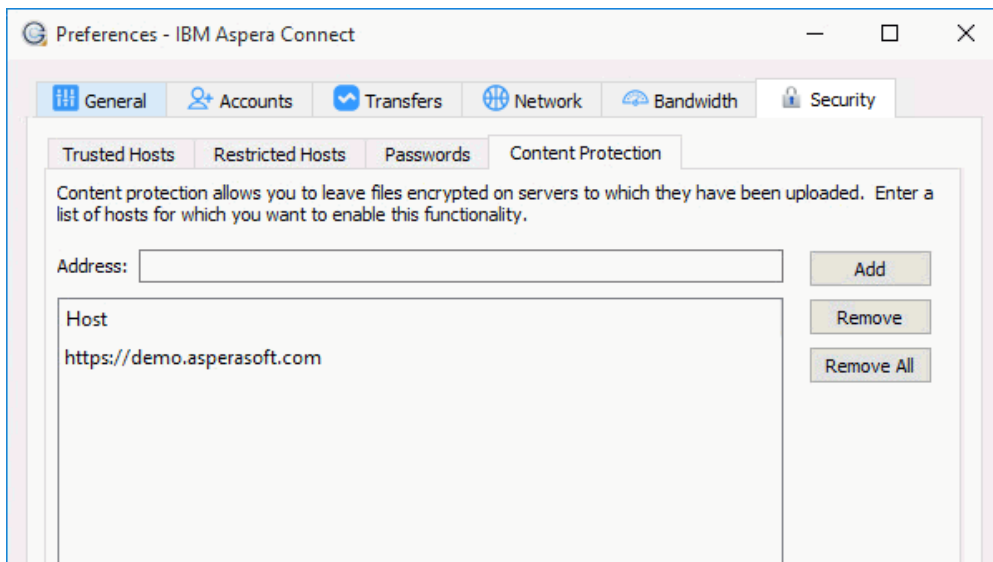 Preferences - IBM Aspera Connect
General Accounts Transfers Network Bandwidth Security
Trusted Hosts Restricted Hosts Passwords Content Protection
Content protection allows you to leave files encrypted on servers to which they have been uploaded. Enter a
list of hosts for which you want to enable this functionality.
Address: Add
Host Remove
https://demo.asperasoft.com
Remove All